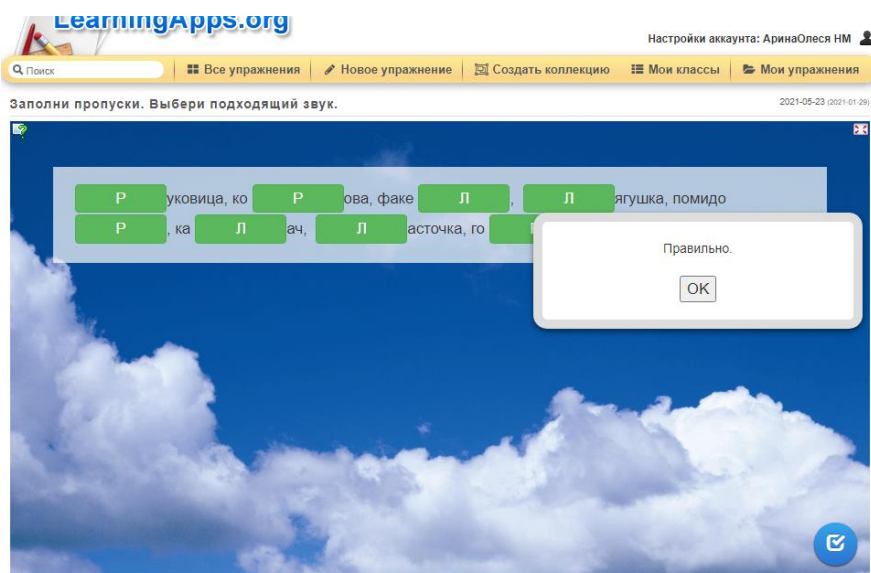 LearningApps.org
Настройки аккаунта: АринаОлеся НМ
Поиск Все упражнения Новое упражнение Создать коллекцию Мои классы Мои упражнения
Заполни пропуски. Выбери подходящий звук. 2021-05-23 (2021-01-29)
Р уковица, ко Р ова, факе Л , Л ягушка, помидо
Р , ка Л ач, Л асточка, го
Правильно.
OK